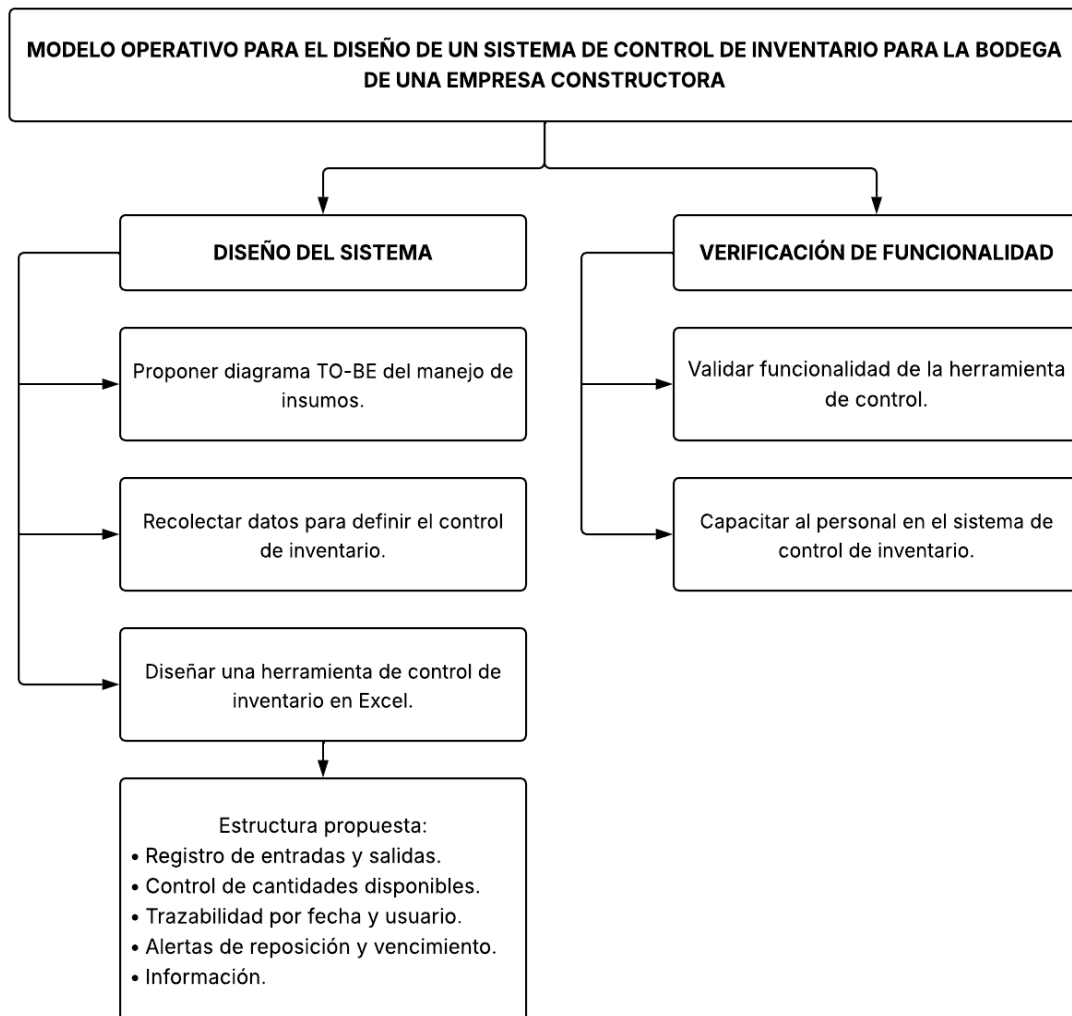 MODELO OPERATIVO PARA EL DISEÑO DE UN SISTEMA DE CONTROL DE INVENTARIO PARA LA BODEGA
DE UNA EMPRESA CONSTRUCTORA
DISEÑO DEL SISTEMA
Proponer diagrama TO-BE del manejo de
insumos.
Recolectar datos para definir el control
de inventario.
Diseñar una herramienta de control de
inventario en Excel.
Estructura propuesta:
• Registro de entradas y salidas.
• Control de cantidades disponibles.
• Trazabilidad por fecha y usuario.
• Alertas de reposición y vencimiento.
• Información.
VERIFICACIÓN DE FUNCIONALIDAD
Validar funcionalidad de la herramienta
de control.
Capacitar al personal en el sistema de
control de inventario.